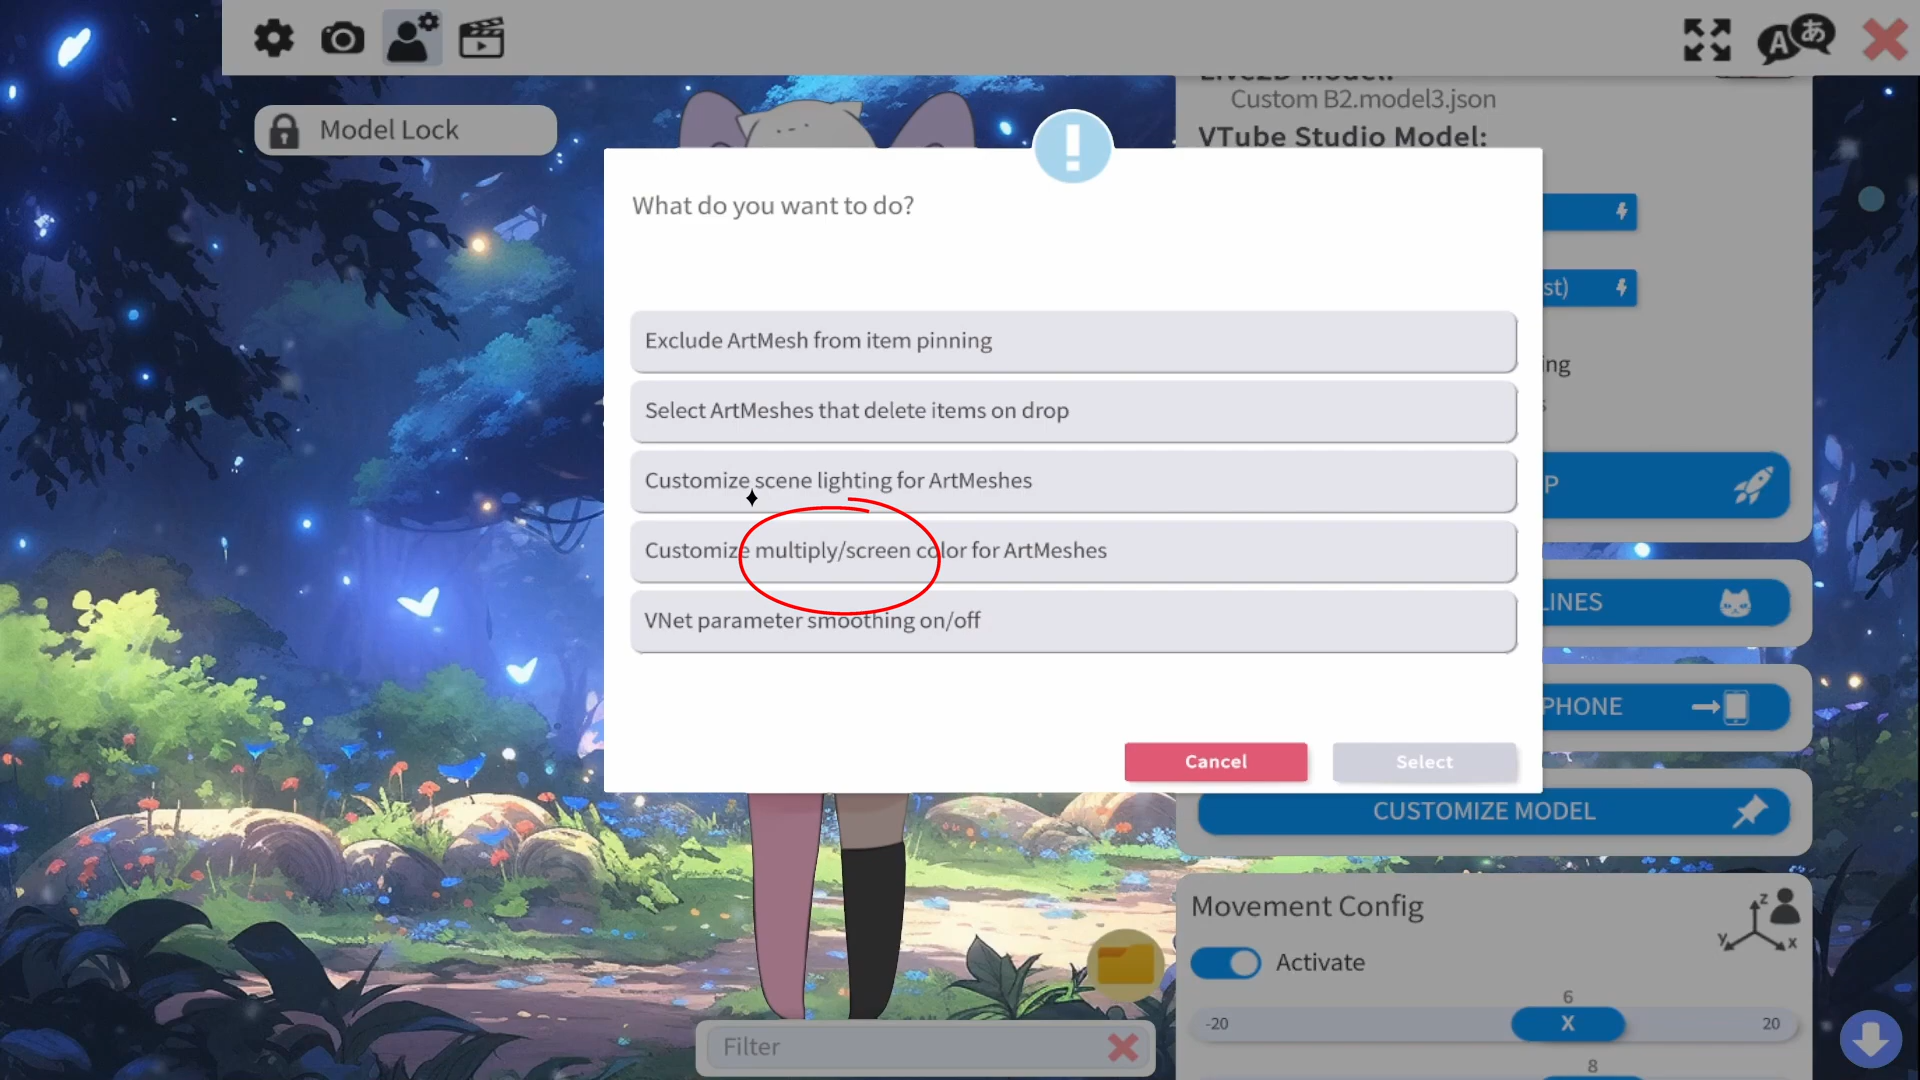 Model Lock
Custom B2.model3.json
VTube Studio Model:
What do you want to do?
Exclude ArtMesh from item pinning
Select ArtMeshes that delete items on drop
Customize scene lighting for ArtMeshes
Customize multiply/screen color for ArtMeshes
VNet parameter smoothing on/off
Cancel
Select
st)
ing
P
LINES
PHONE
CUSTOMIZE MODEL
Movement Config
Activate
6
-20
X
20
8
Filter
A あ
z
y x